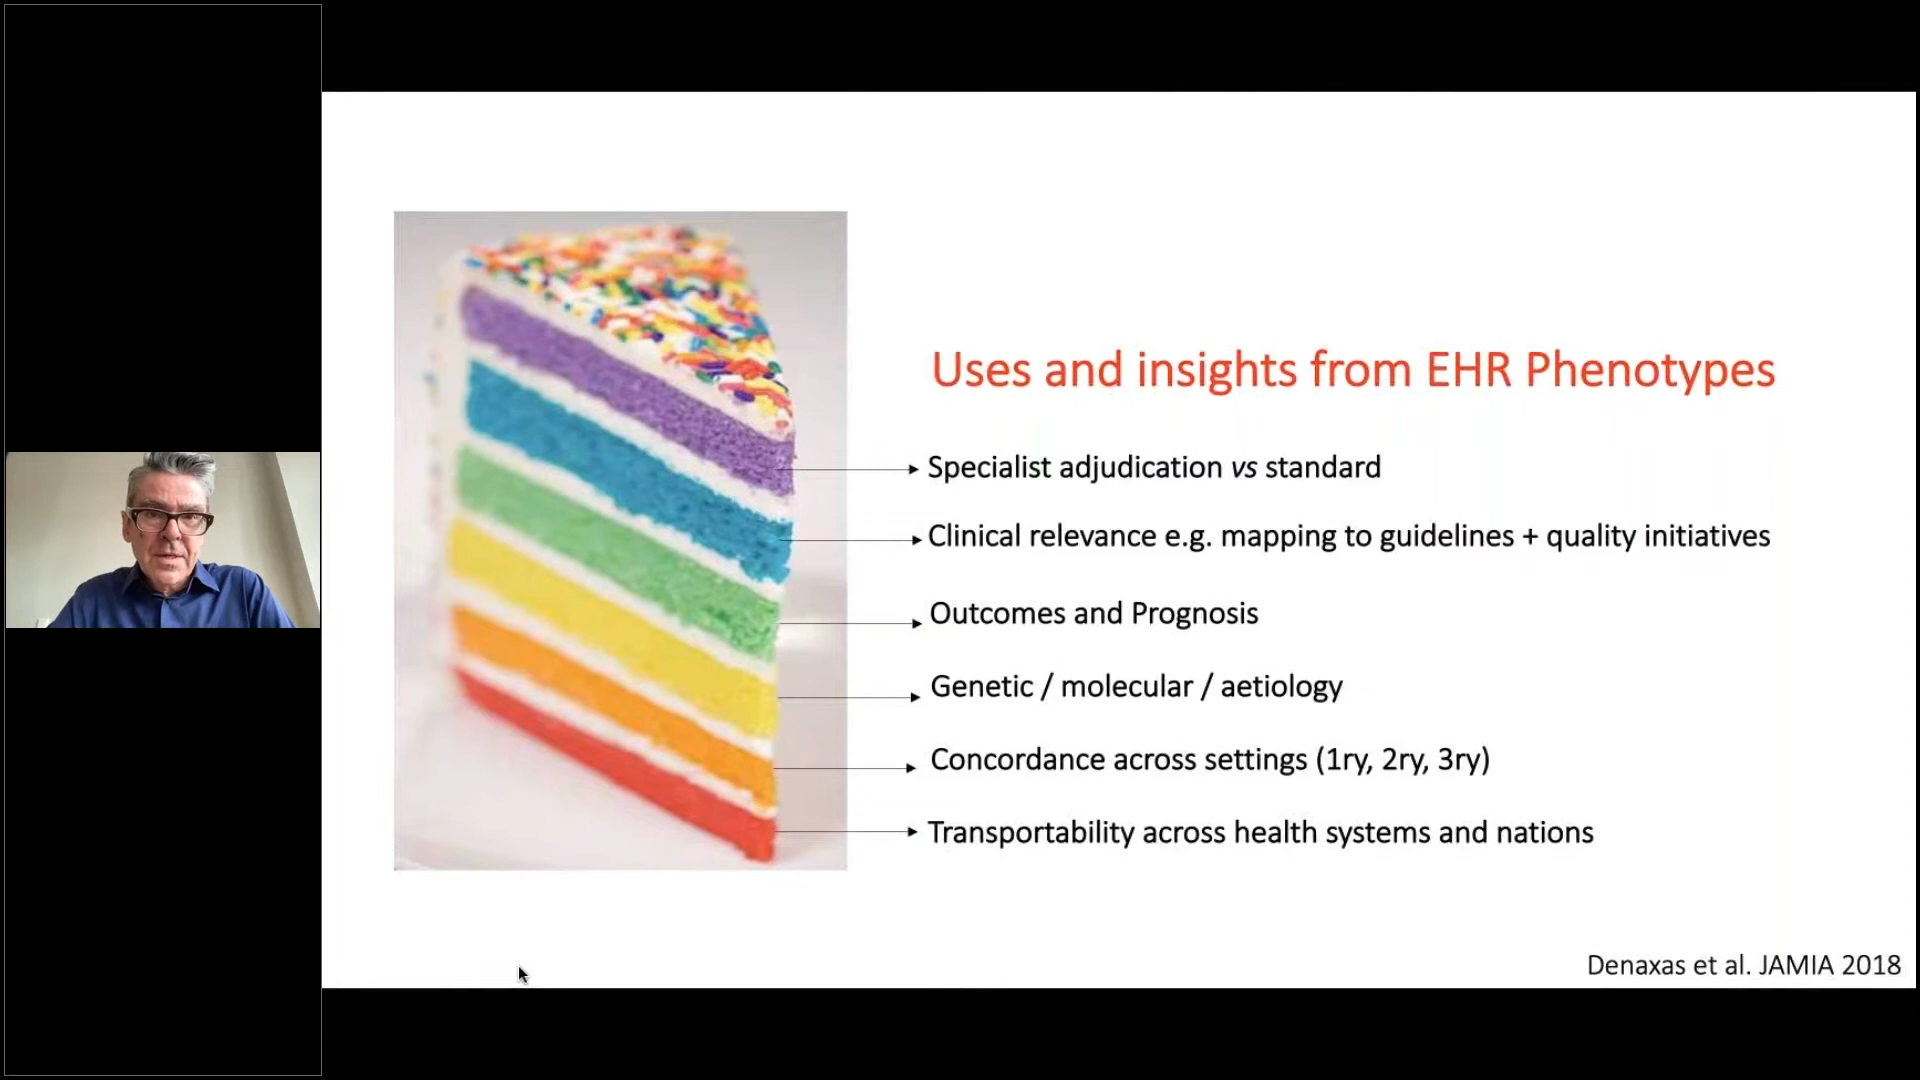 Uses and insights from EHR Phenotypes
Specialist adjudication vs standard
Clinical relevance e.g. mapping to guidelines + quality initiatives
Outcomes and Prognosis
Genetic / molecular / aetiology
Concordance across settings (1ry, 2ry, 3ry)
Transportability across health systems and nations
Denaxas et al. JAMIA 2018